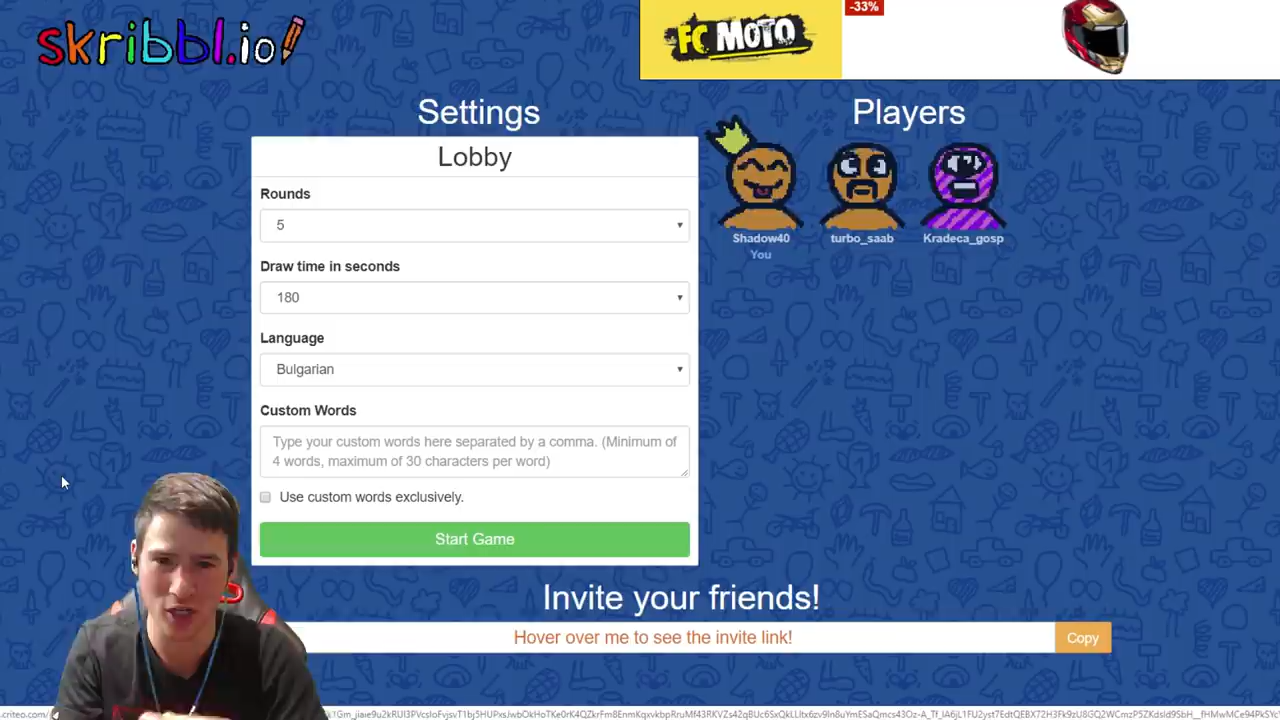 skribbl.io
FC MOTO
-33%
Settings
Players
Lobby
Rounds
5
Draw time in seconds
180
Language
Bulgarian
Custom Words
Type your custom words here separated by a comma. (Minimum of
4 words, maximum of 30 characters per word)
Use custom words exclusively.
Start Game
Shadow40
turbo_saab
Kradeca_gosp
You
Invite your friends!
Hover over me to see the invite link!
Copy